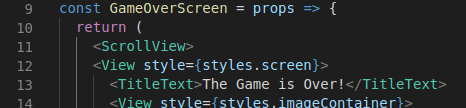 9 const GameOverScreen = props => {
10 return (
11 <ScrollView>
12 <View style={styles.screen}>
13 <TitleText>The Game is Over!</TitleText>
14 <View style={styles.imageContainer}>